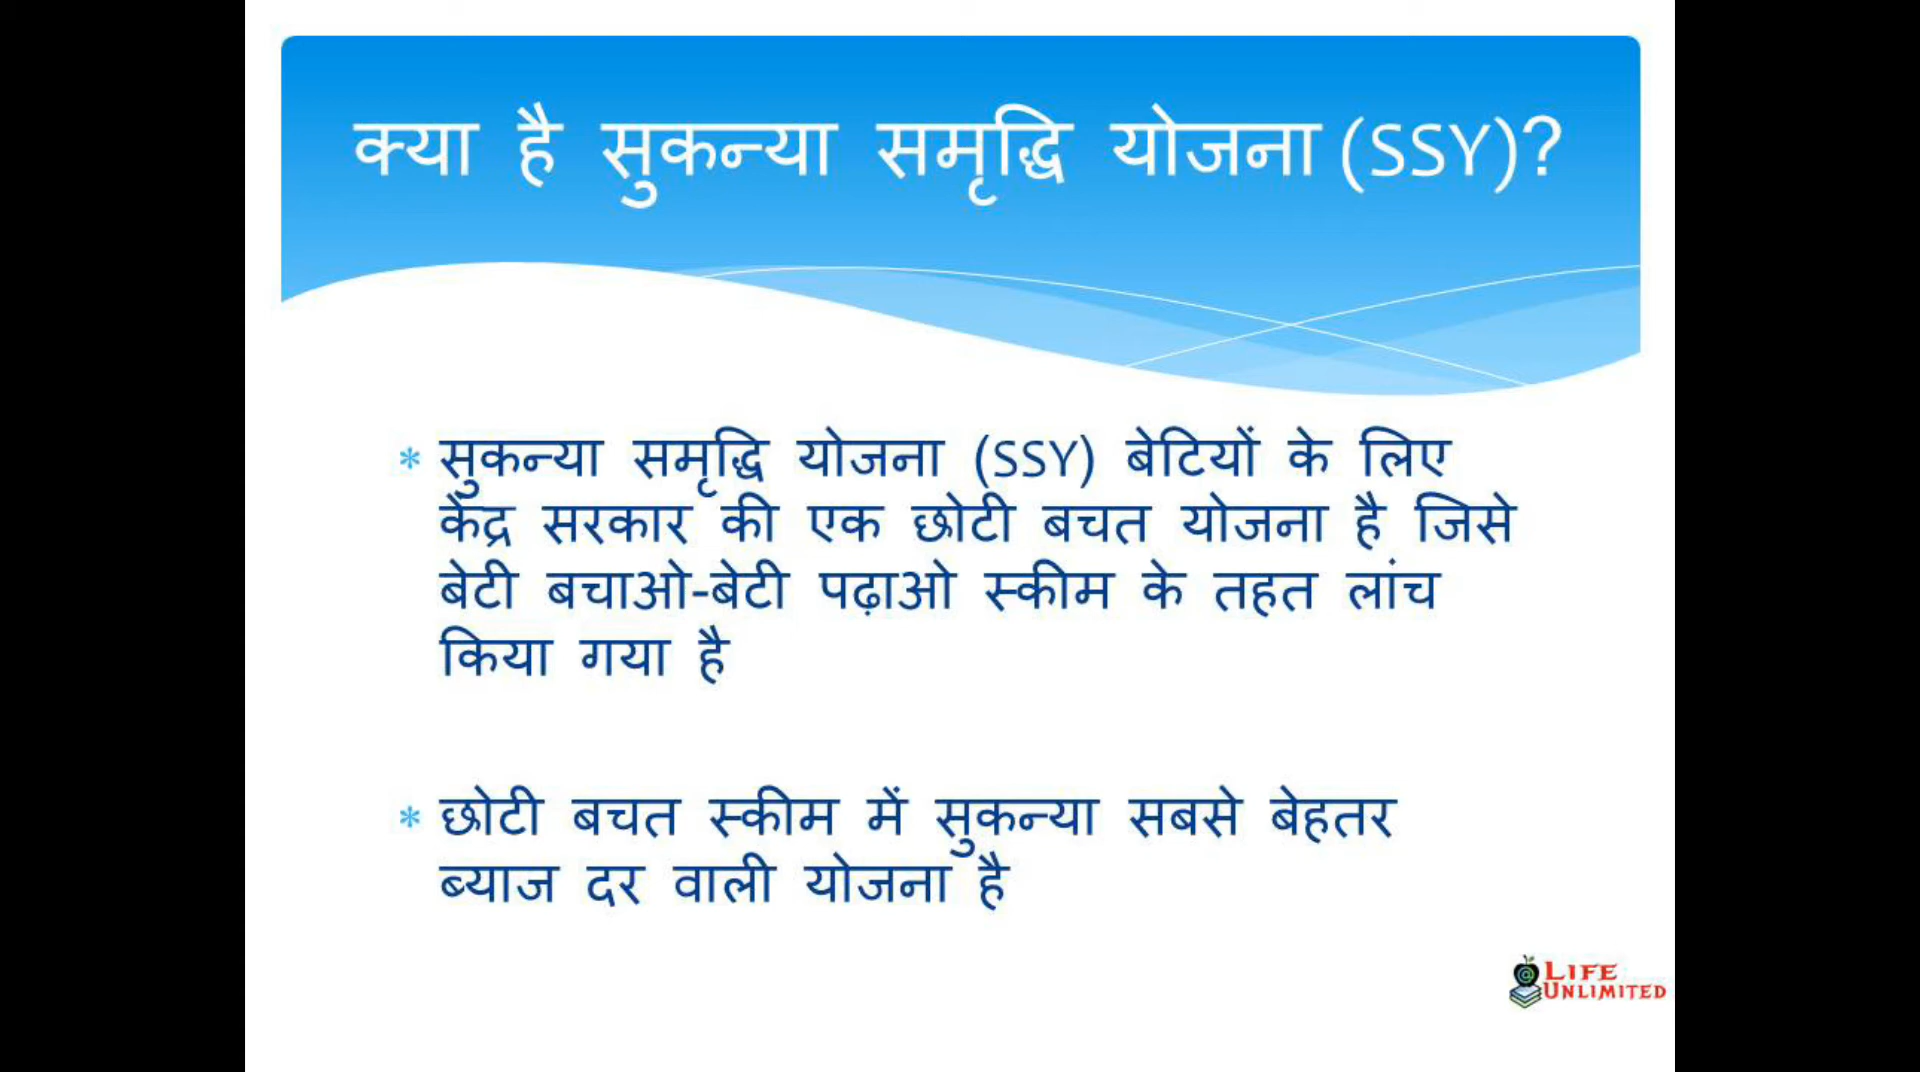 क्या है सुकन्या समृद्धि योजना (SSY)?
* सुकन्या समृद्धि योजना (SSY) बेटियों के लिए
केंद्र सरकार की एक छोटी बचत योजना है जिसे
बेटी बचाओ-बेटी पढ़ाओ स्कीम के तहत लांच
किया गया है
* छोटी बचत स्कीम में सुकन्या सबसे बेहतर
ब्याज दर वाली योजना है
LIFE
UNLIMITED